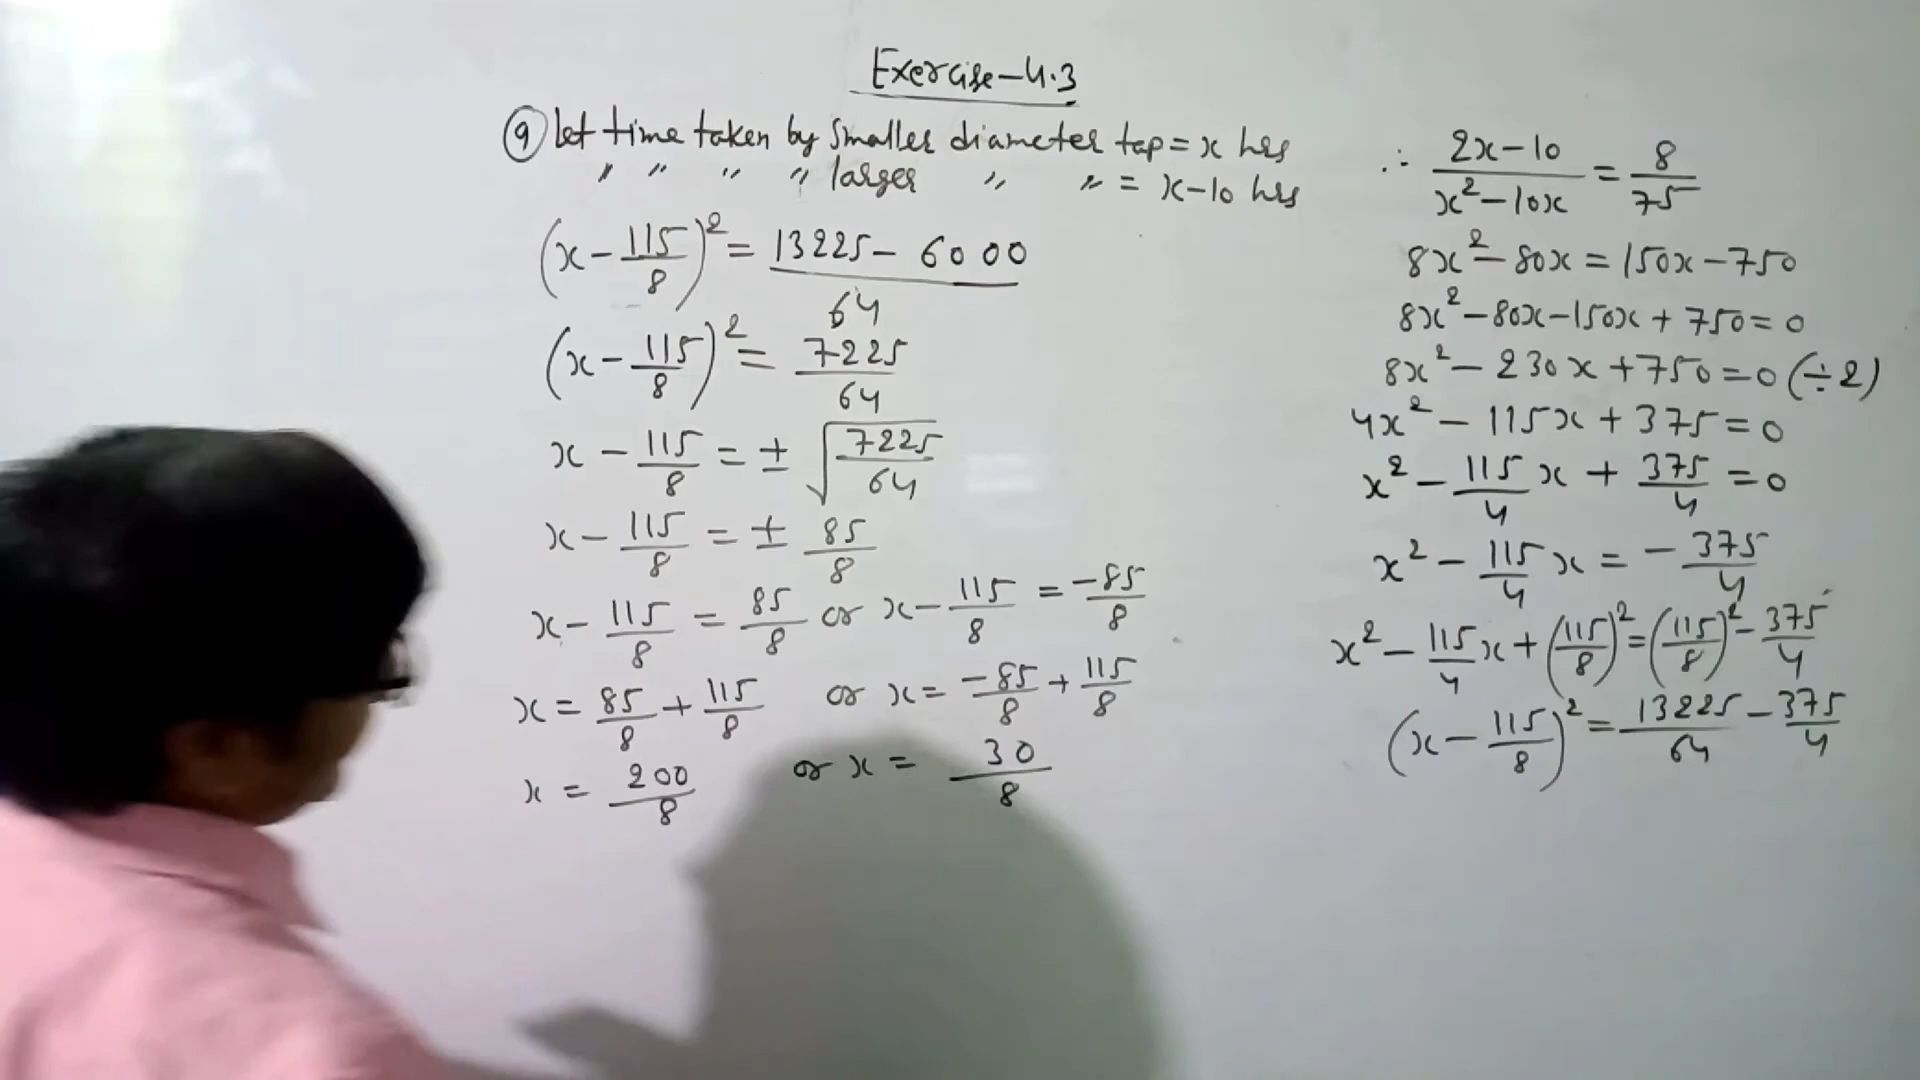 Exercise-4.3
⑨ Let time taken by smaller diameter tap = x hrs
" " " " larger " " = x-10 hrs
(x - 115/8)² = (13225 - 6000)/64
(x - 115/8)² = 7225/64
x - 115/8 = ± √(7225/64)
x - 115/8 = ± 85/8
x - 115/8 = 85/8 or x - 115/8 = -85/8
x = 85/8 + 115/8 or x = -85/8 + 115/8
x = 200/8 or x = 30/8
∴ (2x-10)/(x²-10x) = 8/75
8x² - 80x = 150x - 750
8x² - 80x - 150x + 750 = 0
8x² - 230x + 750 = 0 (÷2)
4x² - 115x + 375 = 0
x² - 115/4 x + 375/4 = 0
x² - 115/4 x = - 375/4
x² - 115/4 x + (115/8)² = (115/8)² - 375/4
(x - 115/8)² = 13225/64 - 375/4